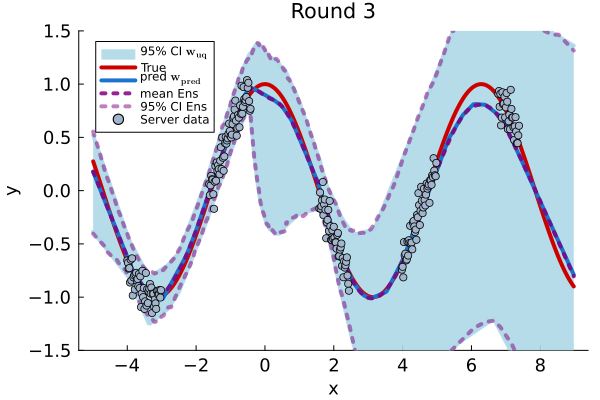 Round 3
95% CI w_uq
True
pred w_pred
mean Ens
95% CI Ens
Server data
y
1.5
1.0
0.5
0.0
−0.5
−1.0
−1.5
−4 −2 0 2 4 6 8
x